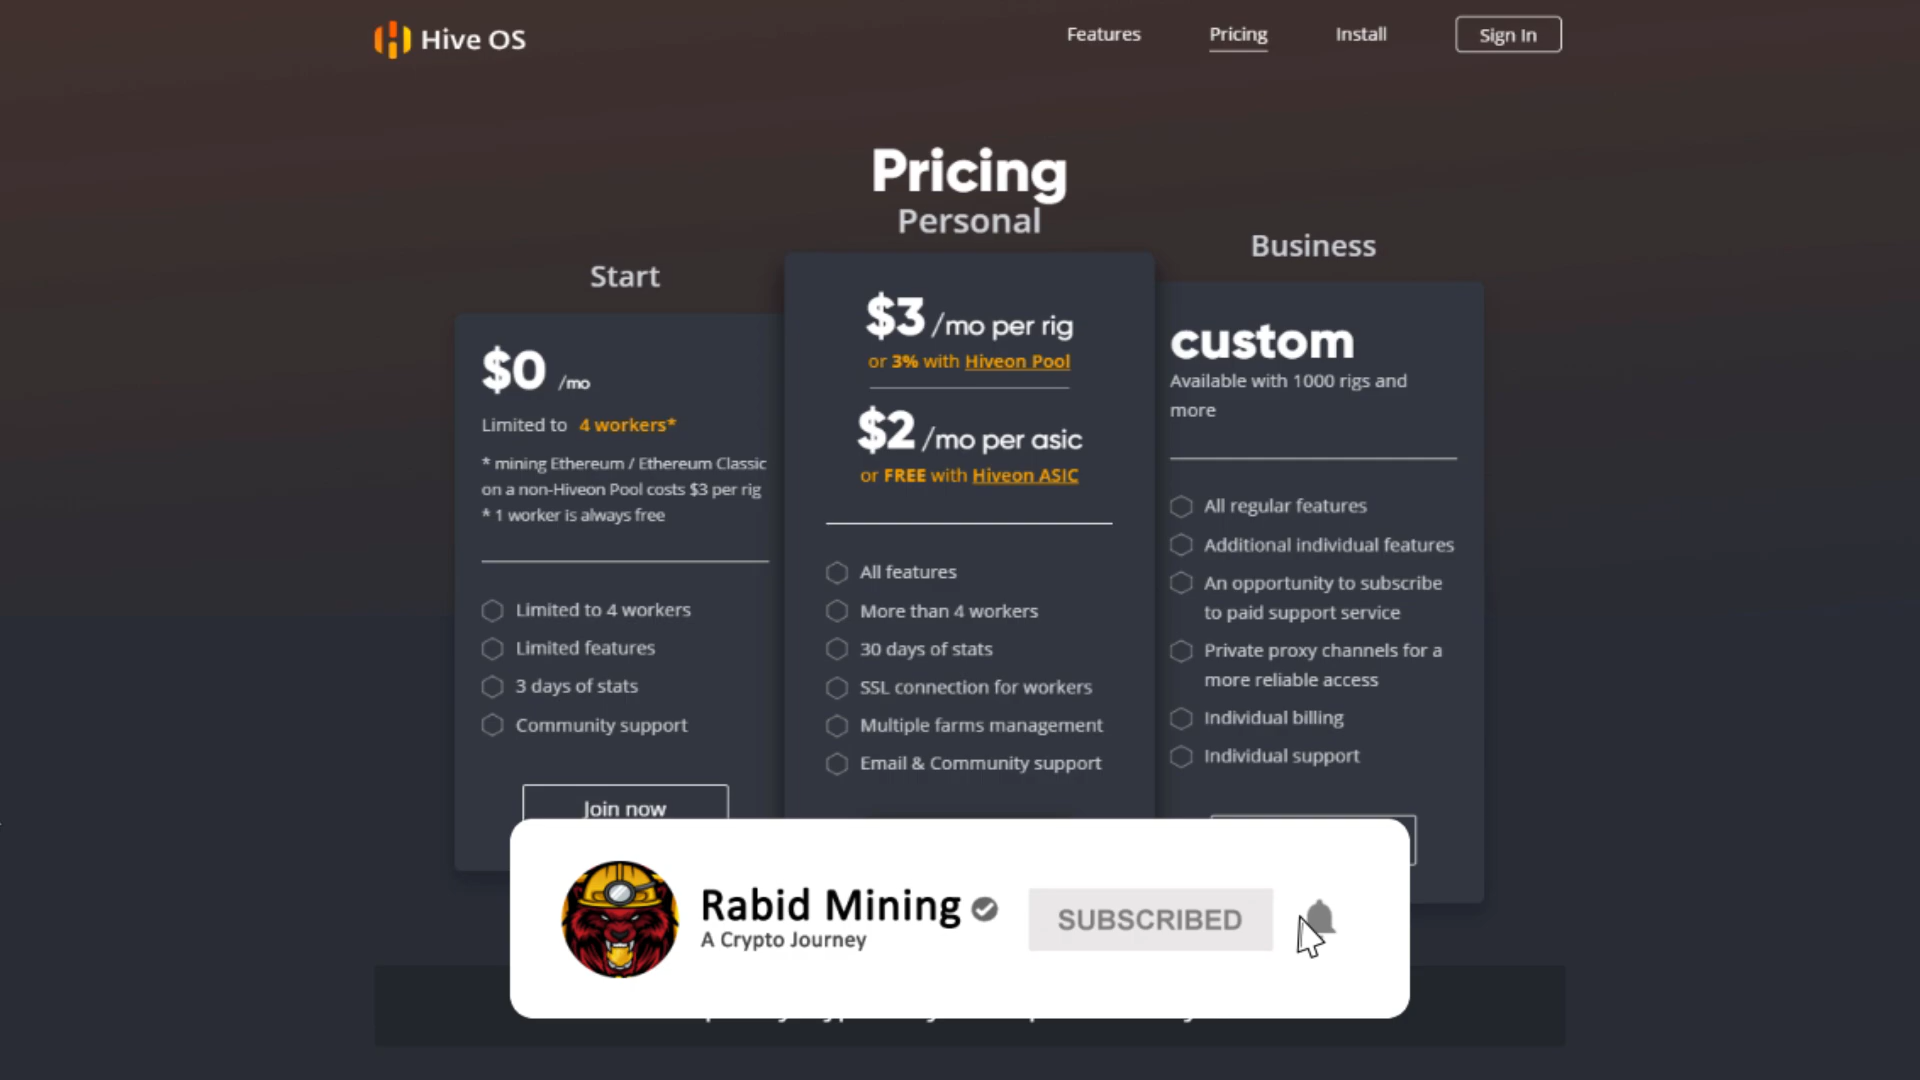 Hive OS
Features
Pricing
Install
Sign In
Pricing
Personal
Start
Business
$0 /mo
Limited to 4 workers*
* mining Ethereum / Ethereum Classic
on a non-Hiveon Pool costs $3 per rig
* 1 worker is always free
Limited to 4 workers
Limited features
3 days of stats
Community support
Join now
$3 /mo per rig
or 3% with Hiveon Pool
$2 /mo per asic
or FREE with Hiveon ASIC
All features
More than 4 workers
30 days of stats
SSL connection for workers
Multiple farms management
Email & Community support
custom
Available with 1000 rigs and
more
All regular features
Additional individual features
An opportunity to subscribe
to paid support service
Private proxy channels for a
more reliable access
Individual billing
Individual support
Rabid Mining
A Crypto Journey
SUBSCRIBED